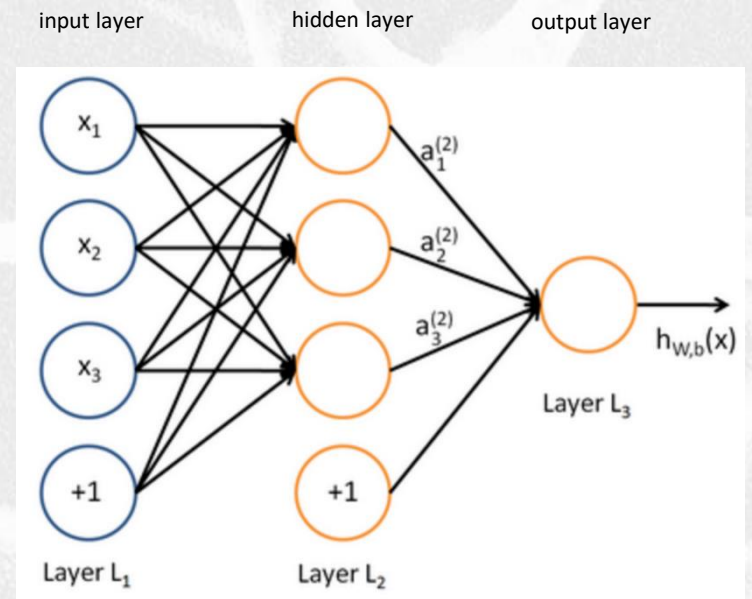 input layer
hidden layer
output layer
x₁
x₂
x₃
+1
Layer L₁
a₁⁽²⁾
a₂⁽²⁾
a₃⁽²⁾
+1
Layer L₂
h_W,b(x)
Layer L₃